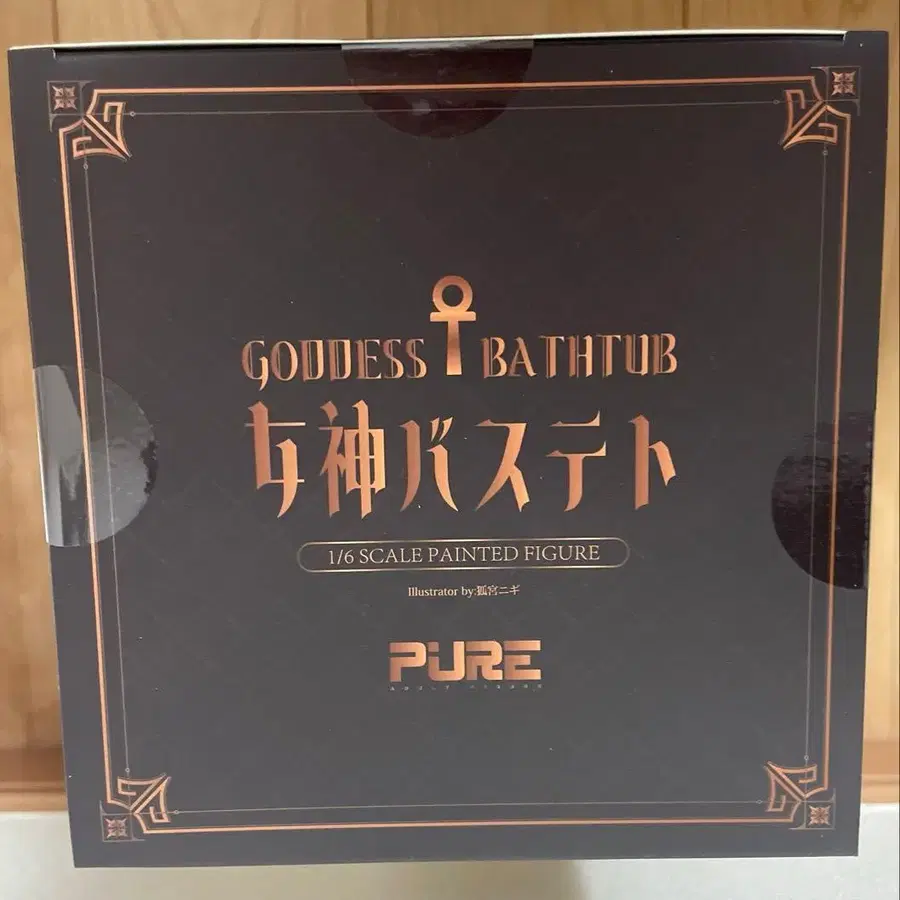 GODDESS BATHTUB
女神バステト
1/6 SCALE PAINTED FIGURE
Illustrator by:狐宮ニギ
PURE